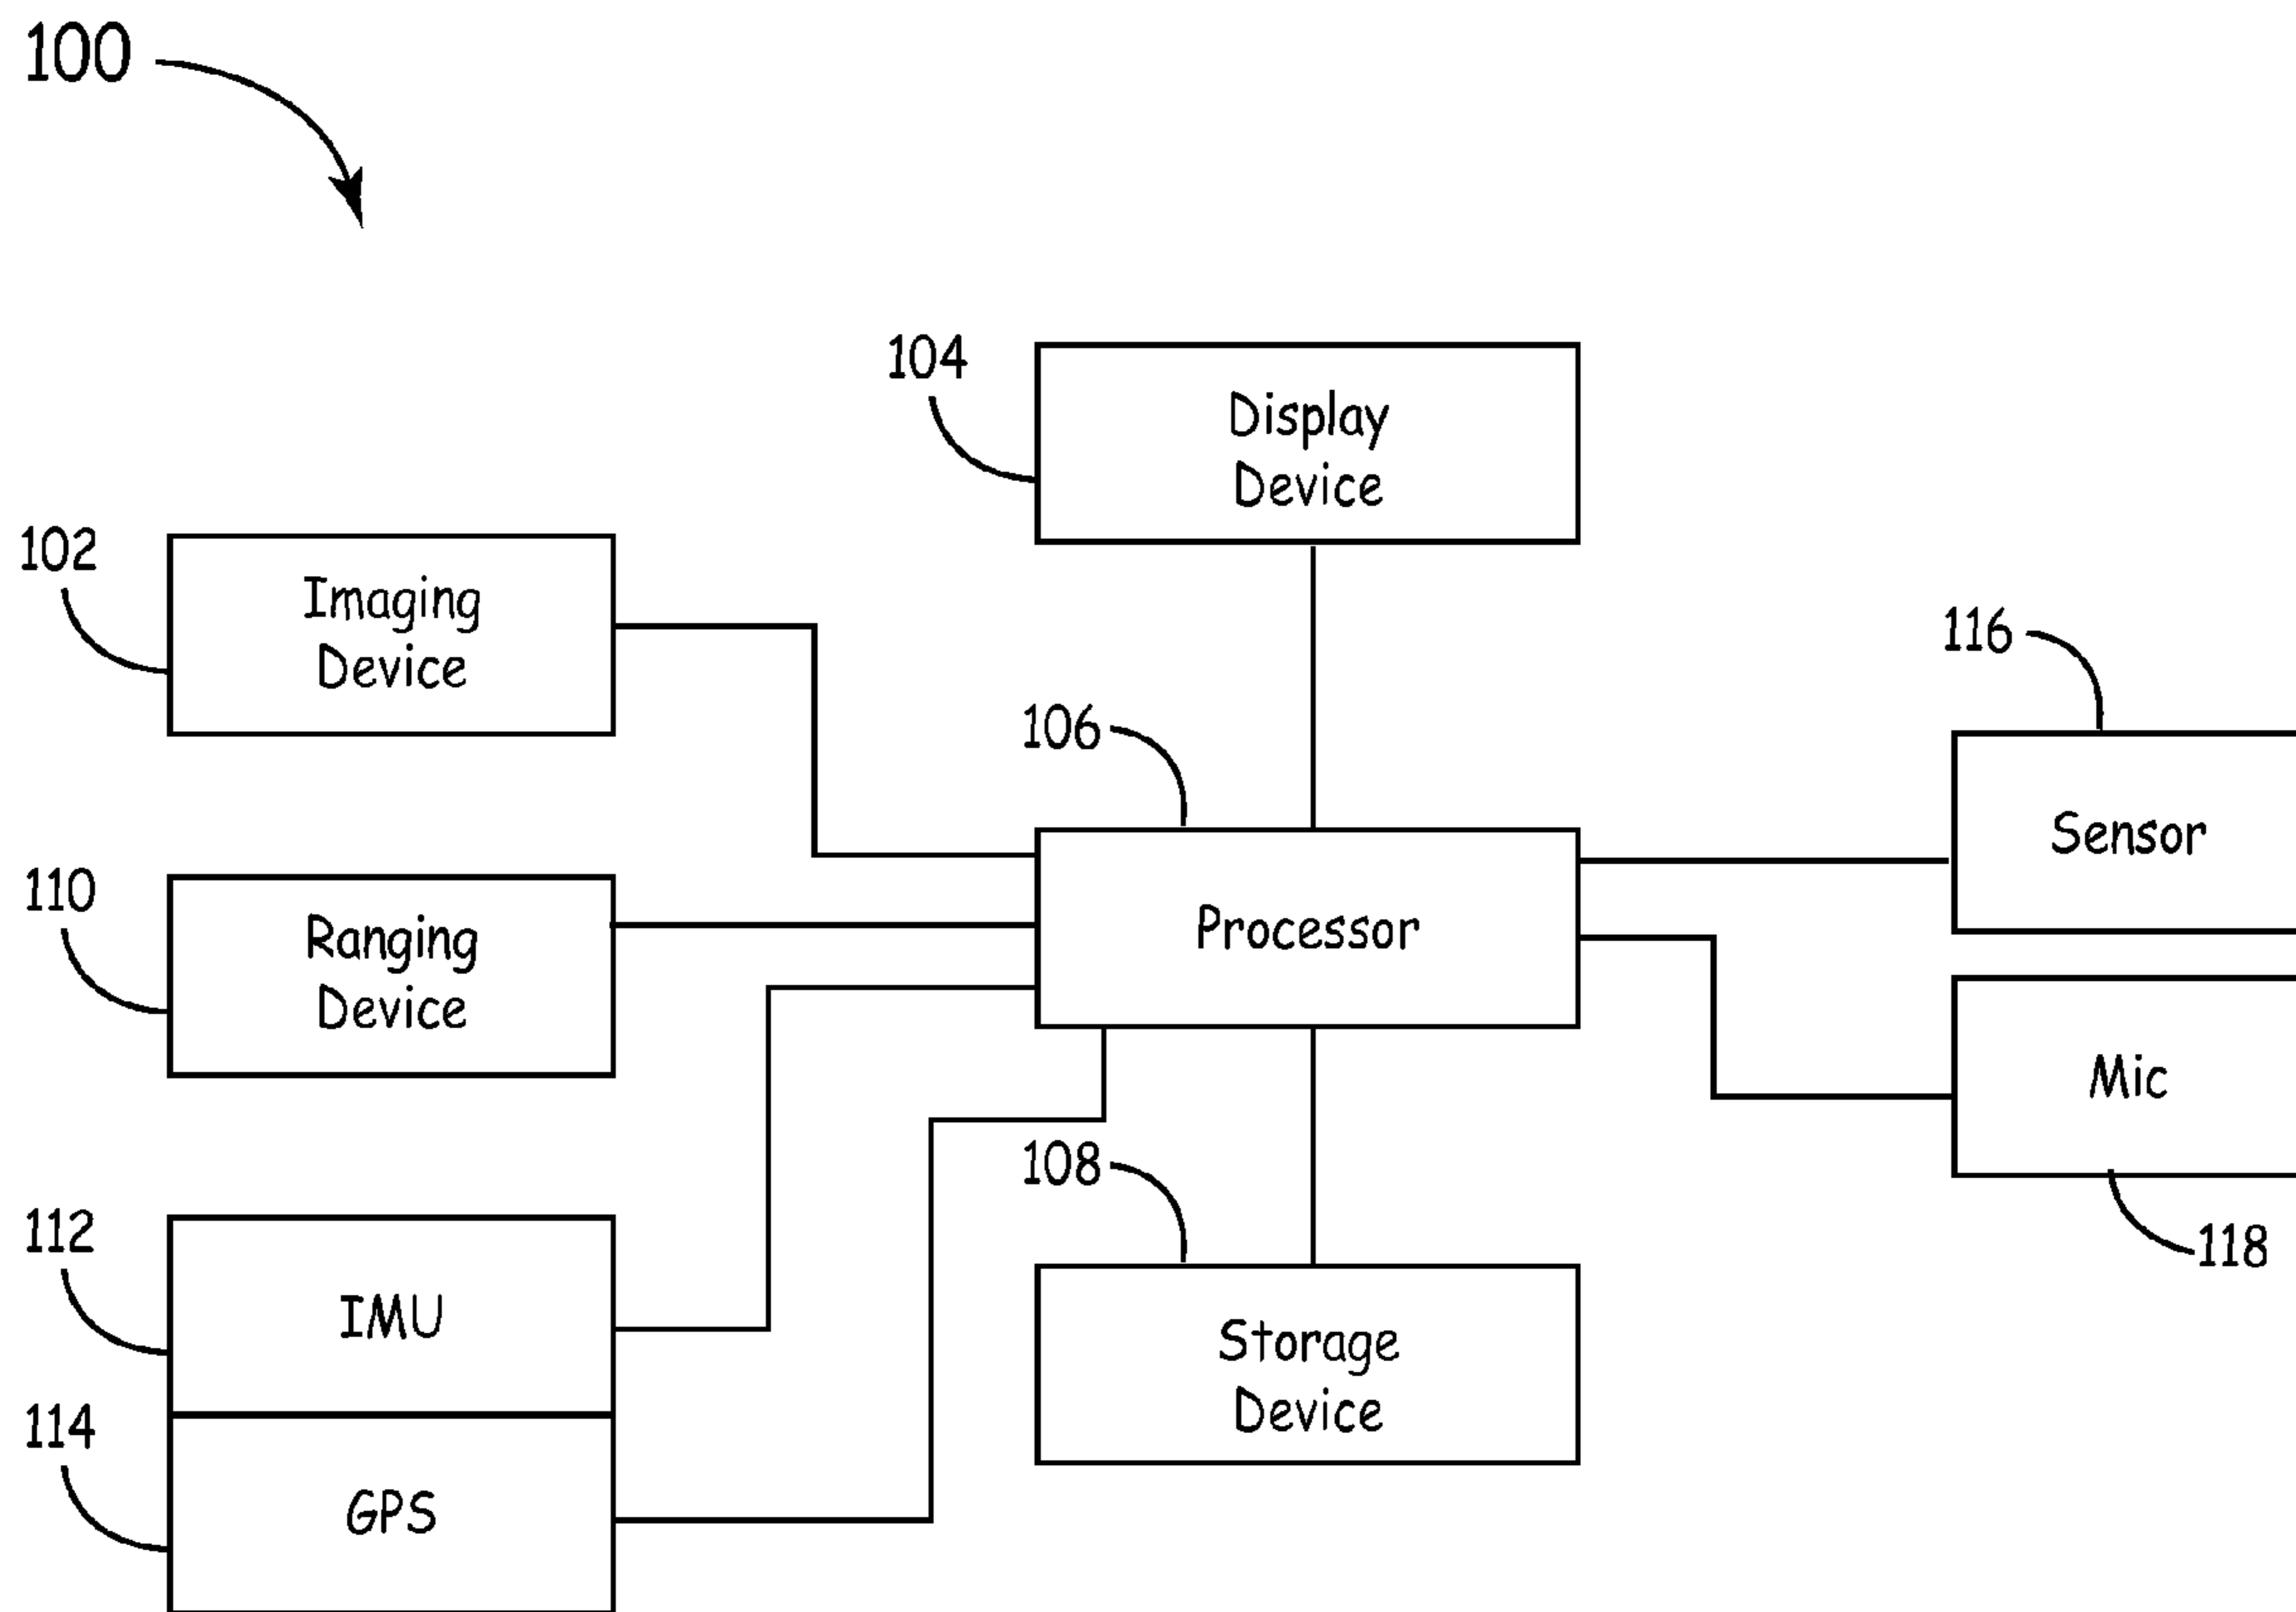 100
104
Display
Device
102
Imaging
Device
116
106
Sensor
110
Ranging
Device
Processor
Mic
108
118
112
IMU
Storage
Device
114
GPS